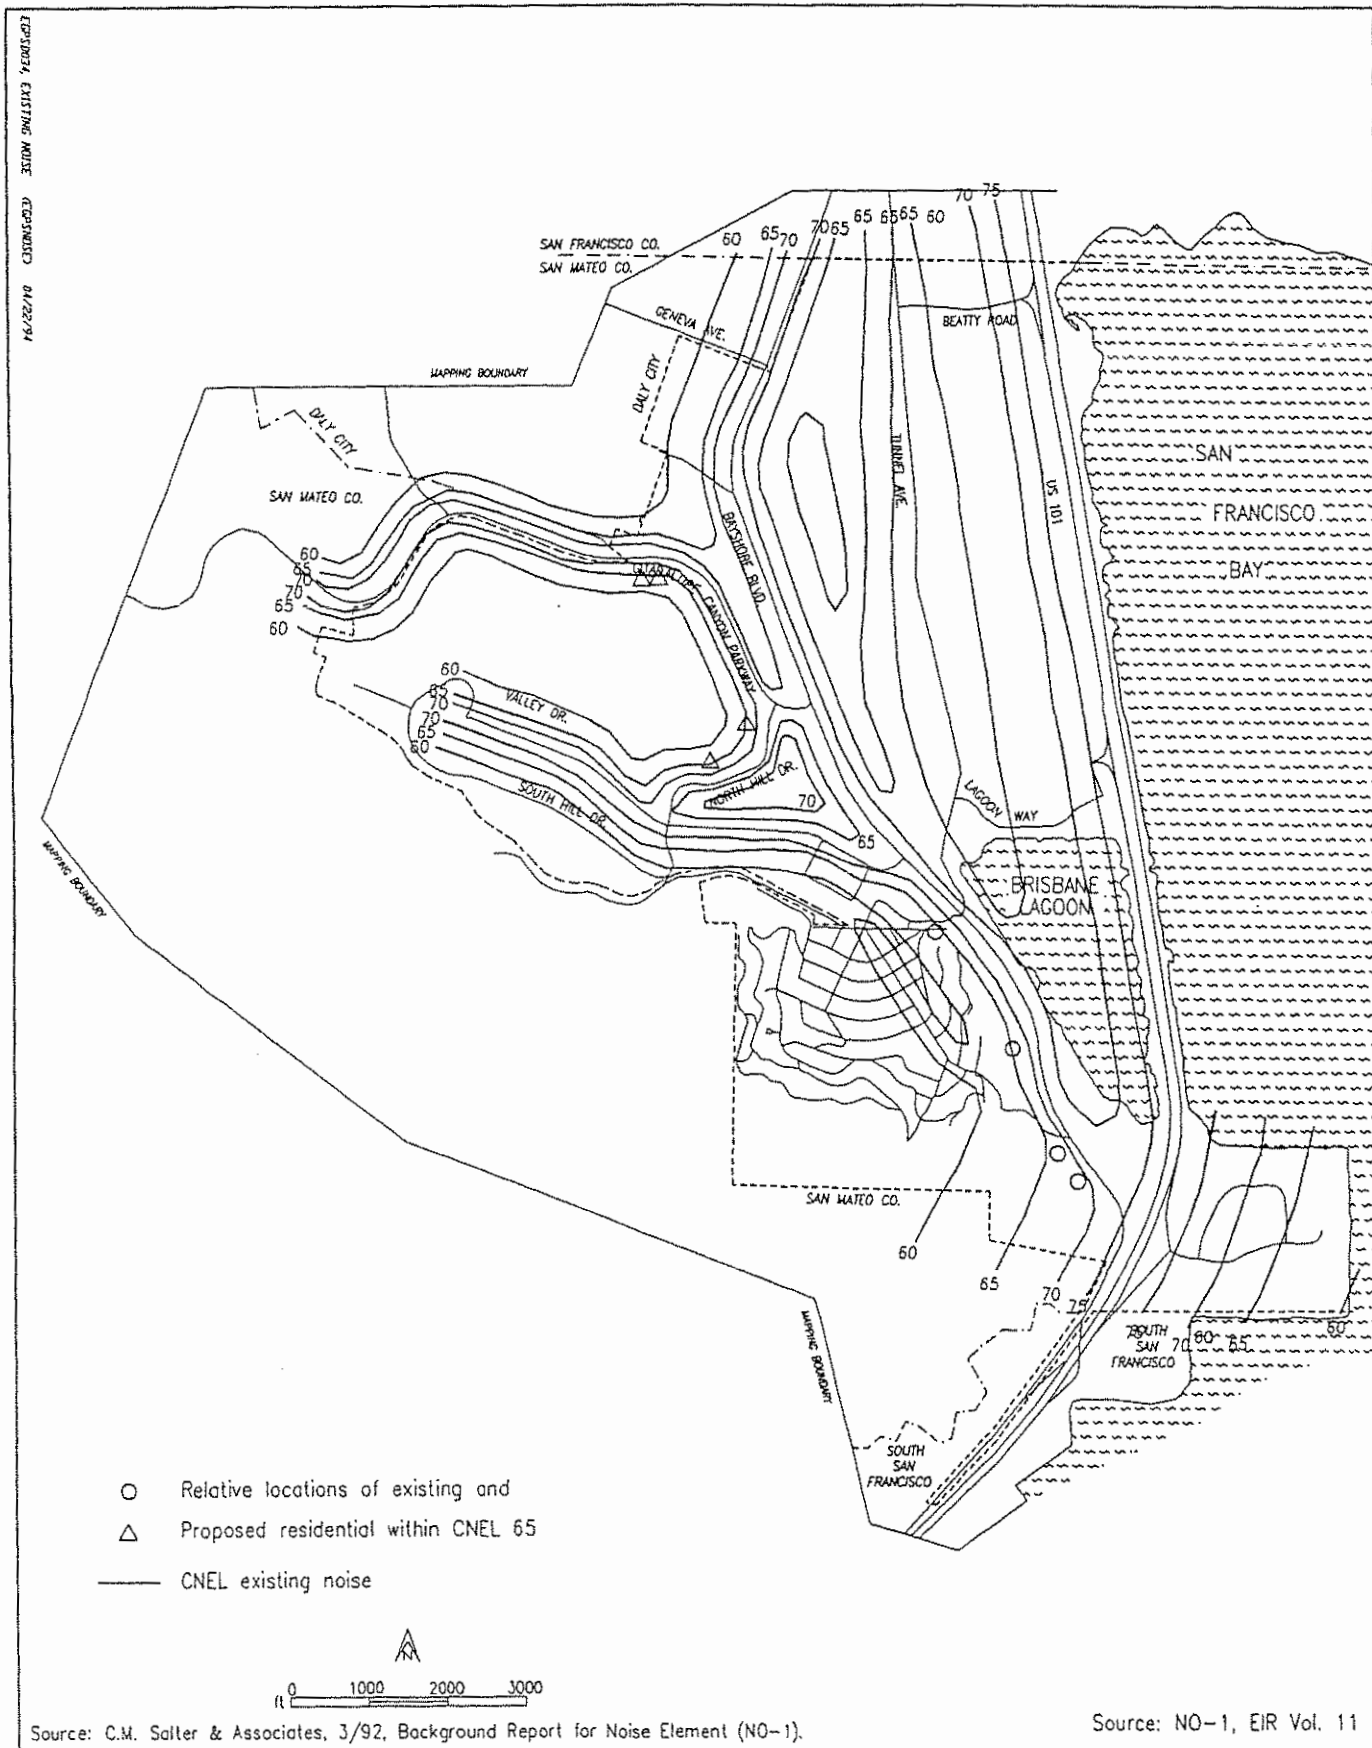 EGPSD034, EXISTING NOISE (EGPSNOISE) 04/22/94
70 75
60 65 70 70 65 65 65 65 60
SAN FRANCISCO CO.
SAN MATEO CO.
GENEVA AVE.
BEATTY ROAD
MAPPING BOUNDARY
DALY CITY
DALY CITY
SAN MATEO CO.
TUNNEL AVE.
US 101
BAYSHORE BLVD.
SAN
FRANCISCO
BAY
60
65
70
70
65
60
CANYON PARKWAY
60
65
70
70
65
60
VALLEY DR.
SOUTH HILL DR.
NORTH HILL DR.
70
65
LAGOON WAY
BRISBANE
LAGOON
MAPPING BOUNDARY
SAN MATEO CO.
60
65
70
75
SOUTH
SAN
FRANCISCO
70 60 65
60
MAPPING BOUNDARY
SOUTH
SAN
FRANCISCO
Relative locations of existing and
Proposed residential within CNEL 65
CNEL existing noise
N
ft 0 1000 2000 3000
Source: C.M. Salter & Associates, 3/92, Background Report for Noise Element (NO-1).
Source: NO-1, EIR Vol. 11